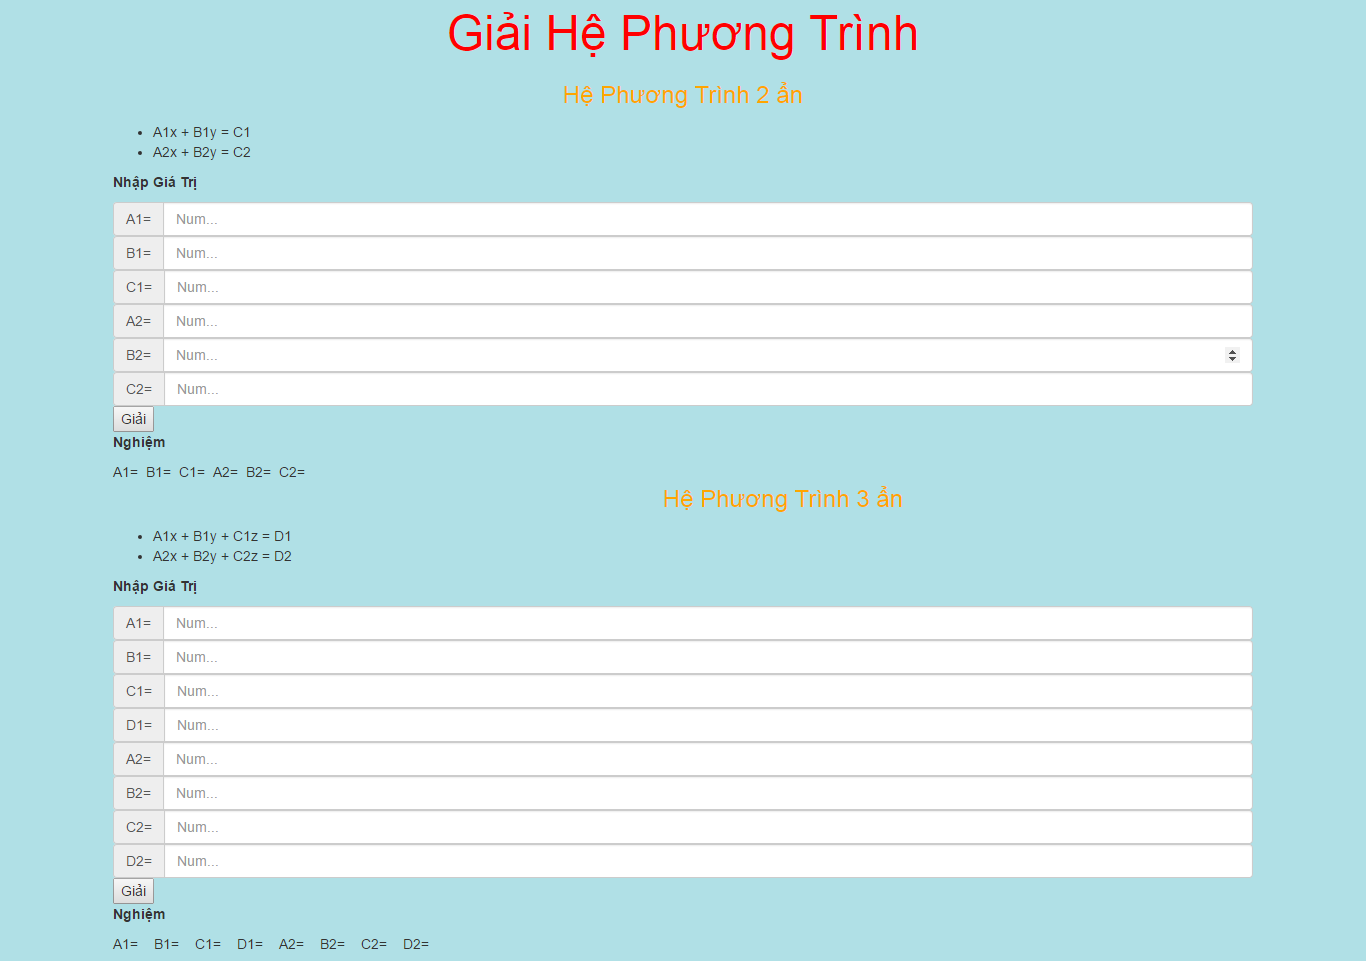 Giải Hệ Phương Trình
Hệ Phương Trình 2 ẩn
• A1x + B1y = C1
• A2x + B2y = C2
Nhập Giá Trị
A1= Num...
B1= Num...
C1= Num...
A2= Num...
B2= Num...
C2= Num...
Giải
Nghiệm
A1= B1= C1= A2= B2= C2=
Hệ Phương Trình 3 ẩn
• A1x + B1y + C1z = D1
• A2x + B2y + C2z = D2
Nhập Giá Trị
A1= Num...
B1= Num...
C1= Num...
D1= Num...
A2= Num...
B2= Num...
C2= Num...
D2= Num...
Giải
Nghiệm
A1= B1= C1= D1= A2= B2= C2= D2=